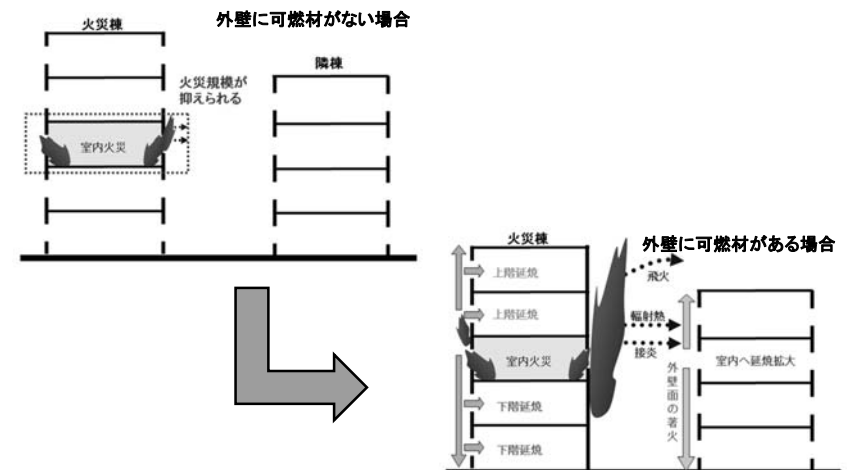 外壁に可燃材がない場合
火災棟
隣棟
火災規模が
抑えられる
室内火災
外壁に可燃材がある場合
火災棟
飛火
上階延焼
上階延焼
輻射熱
接炎
室内火災
室内へ延焼拡大
外壁面の着火
下階延焼
下階延焼